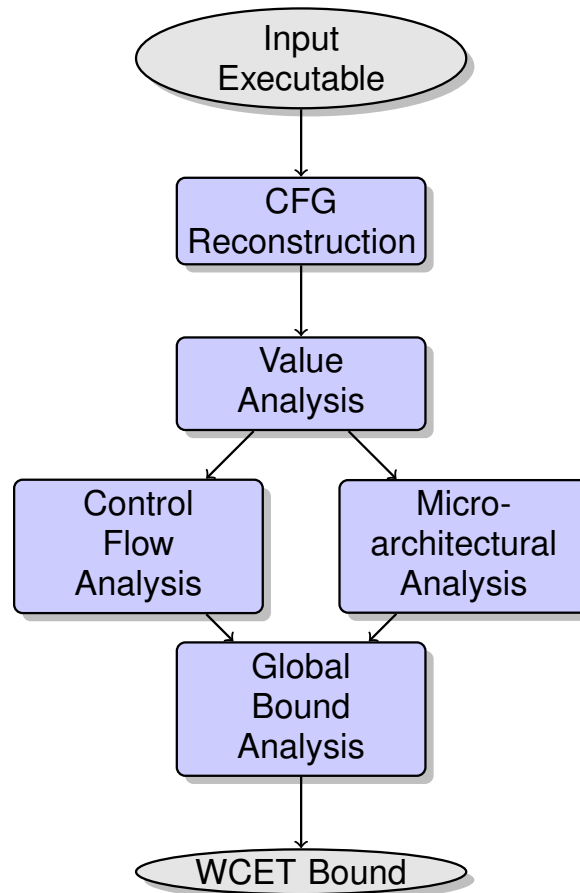 Input
Executable
CFG
Reconstruction
Value
Analysis
Control
Flow
Analysis
Micro-
architectural
Analysis
Global
Bound
Analysis
WCET Bound